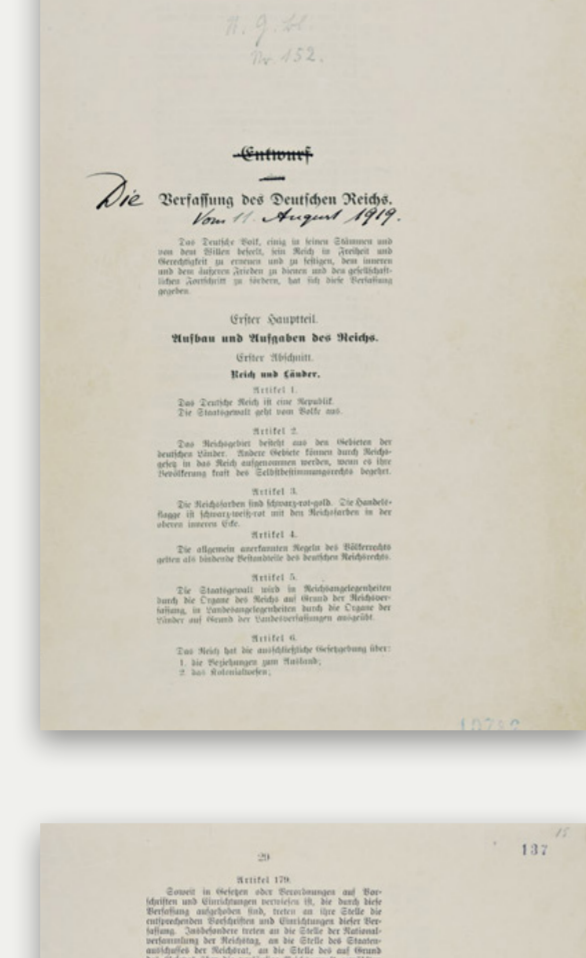 Nr. 152.
Entwurf
Die Verfassung des Deutschen Reichs.
Vom 11. August 1919.
Das Deutsche Volk, einig in seinen Stämmen und
von dem Willen beseelt, sein Reich in Freiheit und
Gerechtigkeit zu erneuen und zu festigen, dem inneren
und dem äußeren Frieden zu dienen und den gesellschaft-
lichen Fortschritt zu fördern, hat sich diese Verfassung
gegeben.
Erster Hauptteil.
Aufbau und Aufgaben des Reichs.
Erster Abschnitt.
Reich und Länder.
Artikel 1.
Das Deutsche Reich ist eine Republik.
Die Staatsgewalt geht vom Volke aus.
Artikel 2.
Das Reichsgebiet besteht aus den Gebieten der
deutschen Länder. Andere Gebiete können durch Reichs-
gesetz in das Reich aufgenommen werden, wenn es ihre
Bevölkerung kraft des Selbstbestimmungsrechts begehrt.
Artikel 3.
Die Reichsfarben sind schwarz-rot-gold. Die Handels-
flagge ist schwarz-weiß-rot mit den Reichsfarben in der
oberen inneren Ecke.
Artikel 4.
Die allgemein anerkannten Regeln des Völkerrechts
gelten als bindende Bestandteile des deutschen Reichsrechts.
Artikel 5.
Die Staatsgewalt wird in Reichsangelegenheiten
durch die Organe des Reichs auf Grund der Reichsver-
fassung, in Landesangelegenheiten durch die Organe der
Länder auf Grund der Landesverfassungen ausgeübt.
Artikel 6.
Das Reich hat die ausschließliche Gesetzgebung über:
1. die Beziehungen zum Ausland;
2. das Kolonialwesen;
15
137
29
Artikel 179.
Soweit in Gesetzen oder Verordnungen auf Vor-
schriften und Einrichtungen verwiesen ist, die durch diese
Verfassung aufgehoben sind, treten an ihre Stelle die
entsprechenden Vorschriften und Einrichtungen dieser Ver-
fassung. Insbesondere treten an die Stelle der National-
versammlung der Reichstag, an die Stelle des Staaten-
ausschusses der Reichsrat, an die Stelle des auf Grund